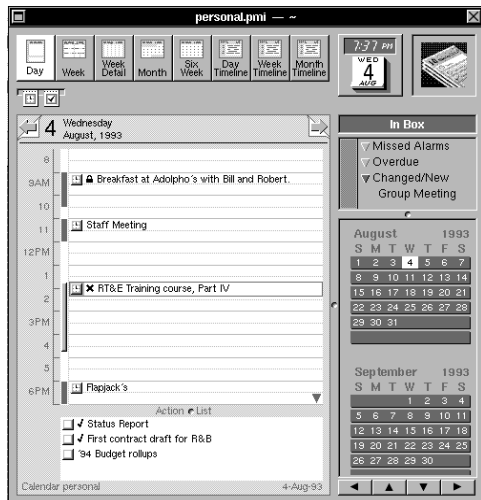 personal.pmi — ~
Day
Week
Week Detail
Month
Six Week
Day Timeline
Week Timeline
Month Timeline
7:37 PM
WED
4
AUG
4 Wednesday
August, 1993
8
9AM
Breakfast at Adolpho's with Bill and Robert.
10
11
Staff Meeting
12PM
1
2
RT&E Training course, Part IV
3PM
4
5
6PM
Flapjack's
Action List
Status Report
First contract draft for R&B
'94 Budget rollups
Calendar personal 4-Aug-93
In Box
Missed Alarms
Overdue
Changed/New
Group Meeting
August 1993
S M T W T F S
1 2 3 4 5 6 7
8 9 10 11 12 13 14
15 16 17 18 19 20 21
22 23 24 25 26 27 28
29 30 31
September 1993
S M T W T F S
1 2 3 4
5 6 7 8 9 10 11
12 13 14 15 16 17 18
19 20 21 22 23 24 25
26 27 28 29 30